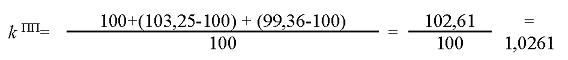 k ПП= 100+(103,25-100) + (99,36-100) / 100 = 102,61 / 100 = 1,0261